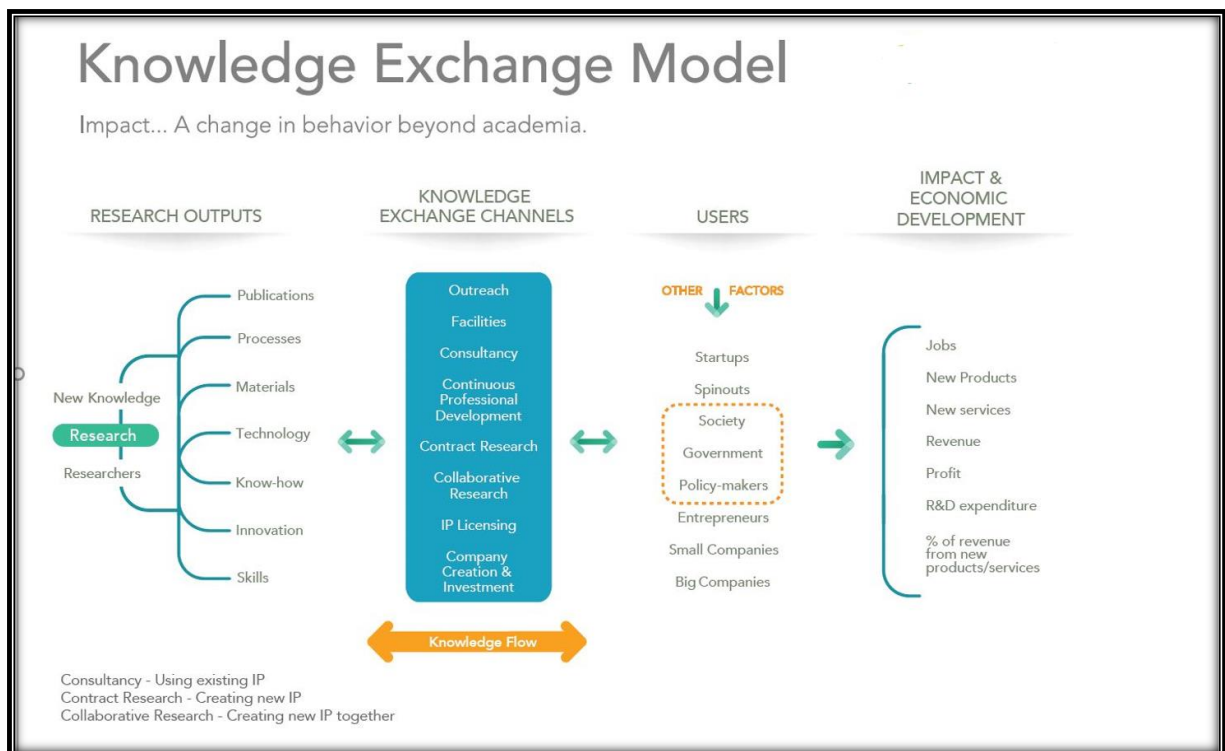 Knowledge Exchange Model
Impact... A change in behavior beyond academia.
RESEARCH OUTPUTS
New Knowledge
Research
Researchers
Publications
Processes
Materials
Technology
Know-how
Innovation
Skills
KNOWLEDGE
EXCHANGE CHANNELS
Outreach
Facilities
Consultancy
Continuous
Professional
Development
Contract Research
Collaborative
Research
IP Licensing
Company
Creation &
Investment
Knowledge Flow
USERS
OTHER FACTORS
Startups
Spinouts
Society
Government
Policy-makers
Entrepreneurs
Small Companies
Big Companies
IMPACT &
ECONOMIC
DEVELOPMENT
Jobs
New Products
New services
Revenue
Profit
R&D expenditure
% of revenue
from new
products/services
Consultancy - Using existing IP
Contract Research - Creating new IP
Collaborative Research - Creating new IP together